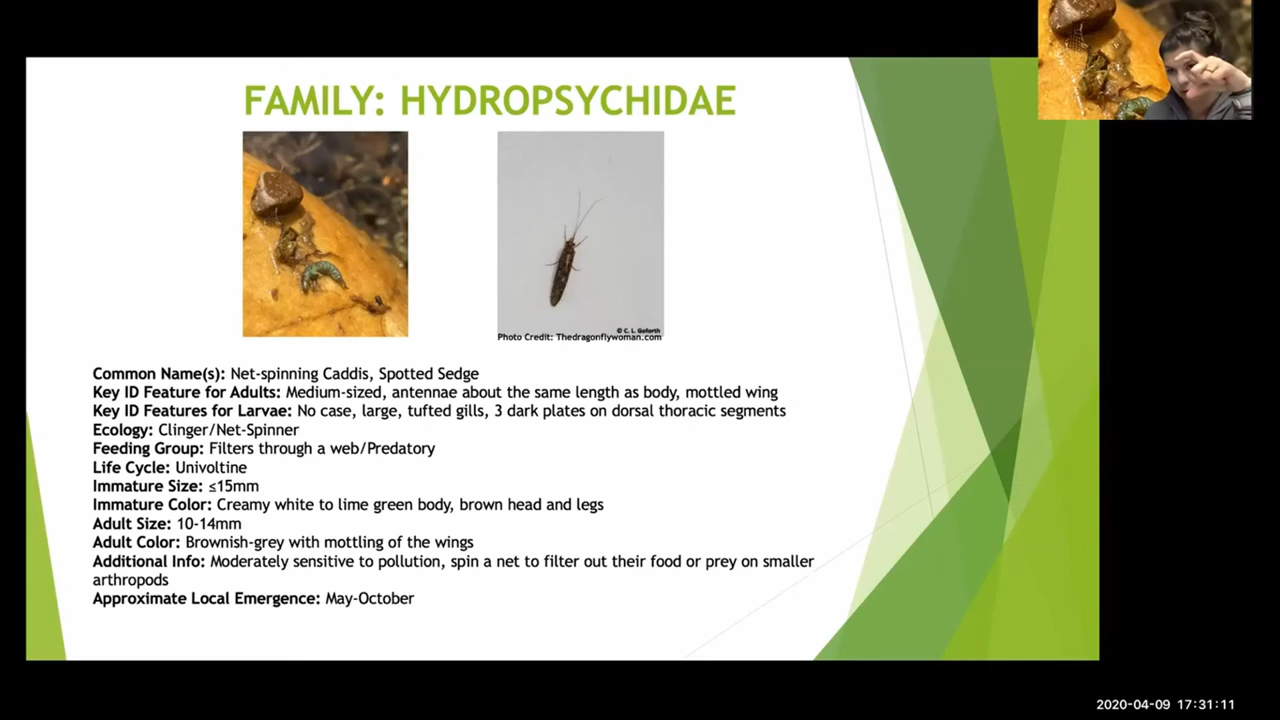 FAMILY: HYDROPSYCHIDAE
© C. L. Goforth
Photo Credit: Thedragonflywoman.com
Common Name(s): Net-spinning Caddis, Spotted Sedge
Key ID Feature for Adults: Medium-sized, antennae about the same length as body, mottled wing
Key ID Features for Larvae: No case, large, tufted gills, 3 dark plates on dorsal thoracic segments
Ecology: Clinger/Net-Spinner
Feeding Group: Filters through a web/Predatory
Life Cycle: Univoltine
Immature Size: ≤15mm
Immature Color: Creamy white to lime green body, brown head and legs
Adult Size: 10-14mm
Adult Color: Brownish-grey with mottling of the wings
Additional Info: Moderately sensitive to pollution, spin a net to filter out their food or prey on smaller
arthropods
Approximate Local Emergence: May-October
2020-04-09 17:31:11